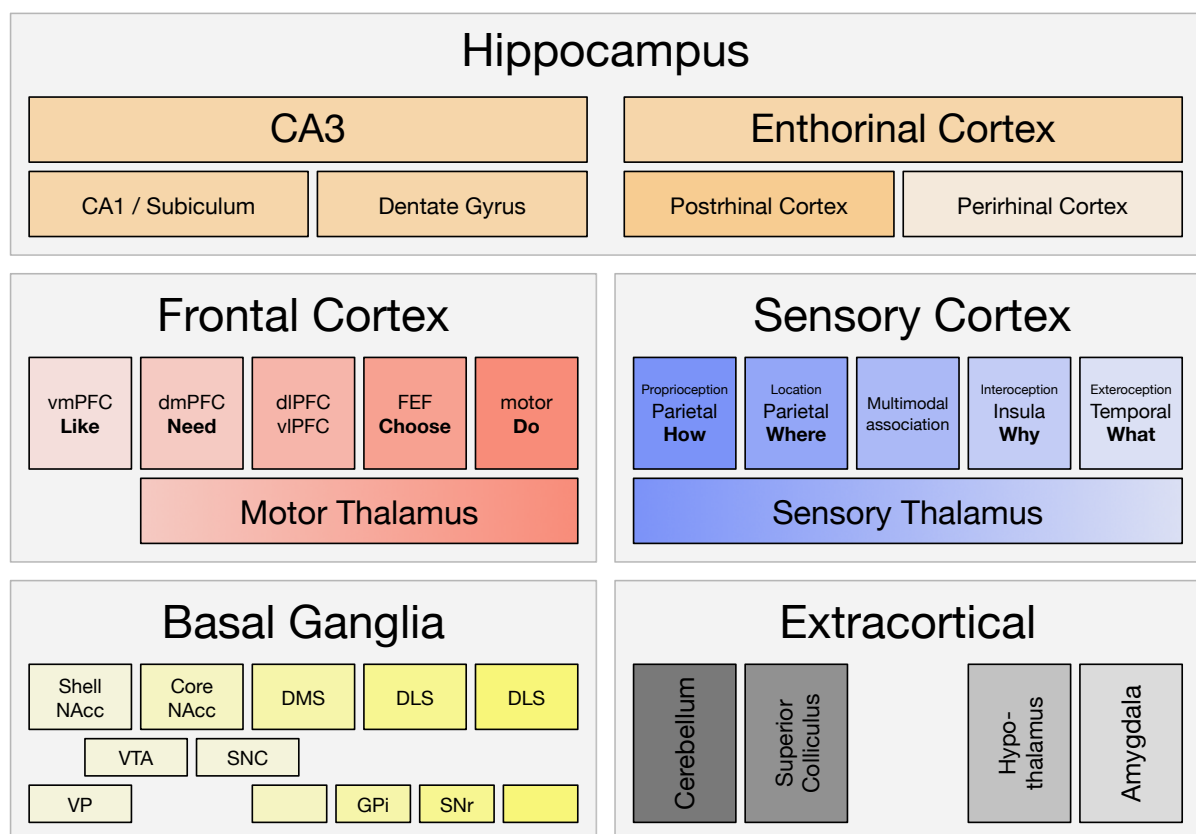 Hippocampus
CA3
Enthorinal Cortex
CA1 / Subiculum
Dentate Gyrus
Postrhinal Cortex
Perirhinal Cortex
Frontal Cortex
vmPFC
Like
dmPFC
Need
dlPFC
vlPFC
FEF
Choose
motor
Do
Motor Thalamus
Sensory Cortex
Proprioception
Parietal
How
Location
Parietal
Where
Multimodal
association
Interoception
Insula
Why
Exteroception
Temporal
What
Sensory Thalamus
Basal Ganglia
Shell
NAcc
Core
NAcc
DMS
DLS
DLS
VTA
SNC
VP
GPi
SNr
Extracortical
Cerebellum
Superior
Colliculus
Hypo-
thalamus
Amygdala